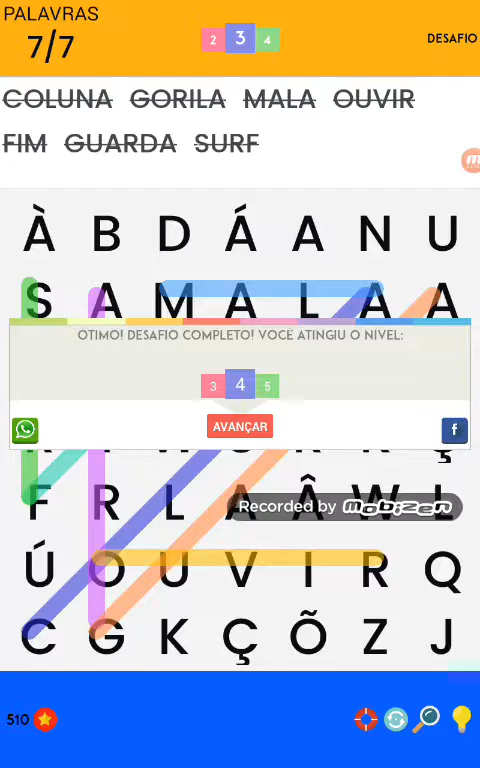 PALAVRAS
7/7
2 3 4
DESAFIO
COLUNA GORILA MALA OUVIR
FIM GUARDA SURF
À B D Á A N U
S A M A L A A
OTIMO! DESAFIO COMPLETO! VOCE ATINGIU O NIVEL:
3 4 5
AVANÇAR
f
F R L A Â W L
Recorded by MOBIZEN
Ú O U V I R Q
C G K Ç Õ Z J
510